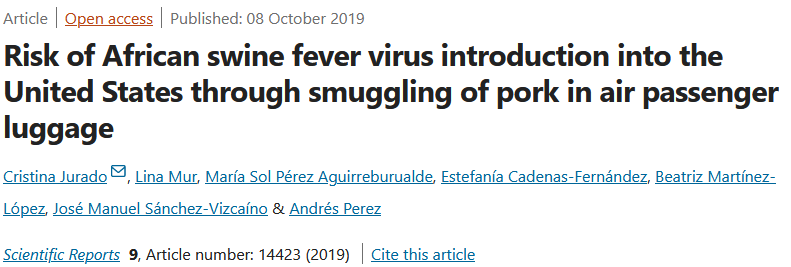 Article | Open access | Published: 08 October 2019
Risk of African swine fever virus introduction into the
United States through smuggling of pork in air passenger
luggage
Cristina Jurado, Lina Mur, María Sol Pérez Aguirreburualde, Estefanía Cadenas-Fernández, Beatriz Martínez-
López, José Manuel Sánchez-Vizcaíno & Andrés Perez
Scientific Reports 9, Article number: 14423 (2019) | Cite this article